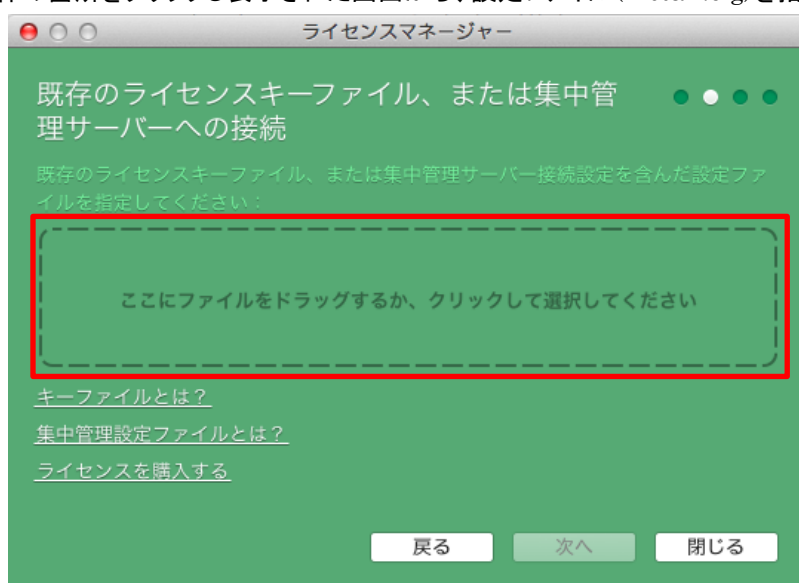 ライセンスマネージャー
既存のライセンスキーファイル、または集中管
理サーバーへの接続
既存のライセンスキーファイル、または集中管理サーバー接続設定を含んだ設定ファ
イルを指定してください：
ここにファイルをドラッグするか、クリックして選択してください
キーファイルとは？
集中管理設定ファイルとは？
ライセンスを購入する
戻る
次へ
閉じる